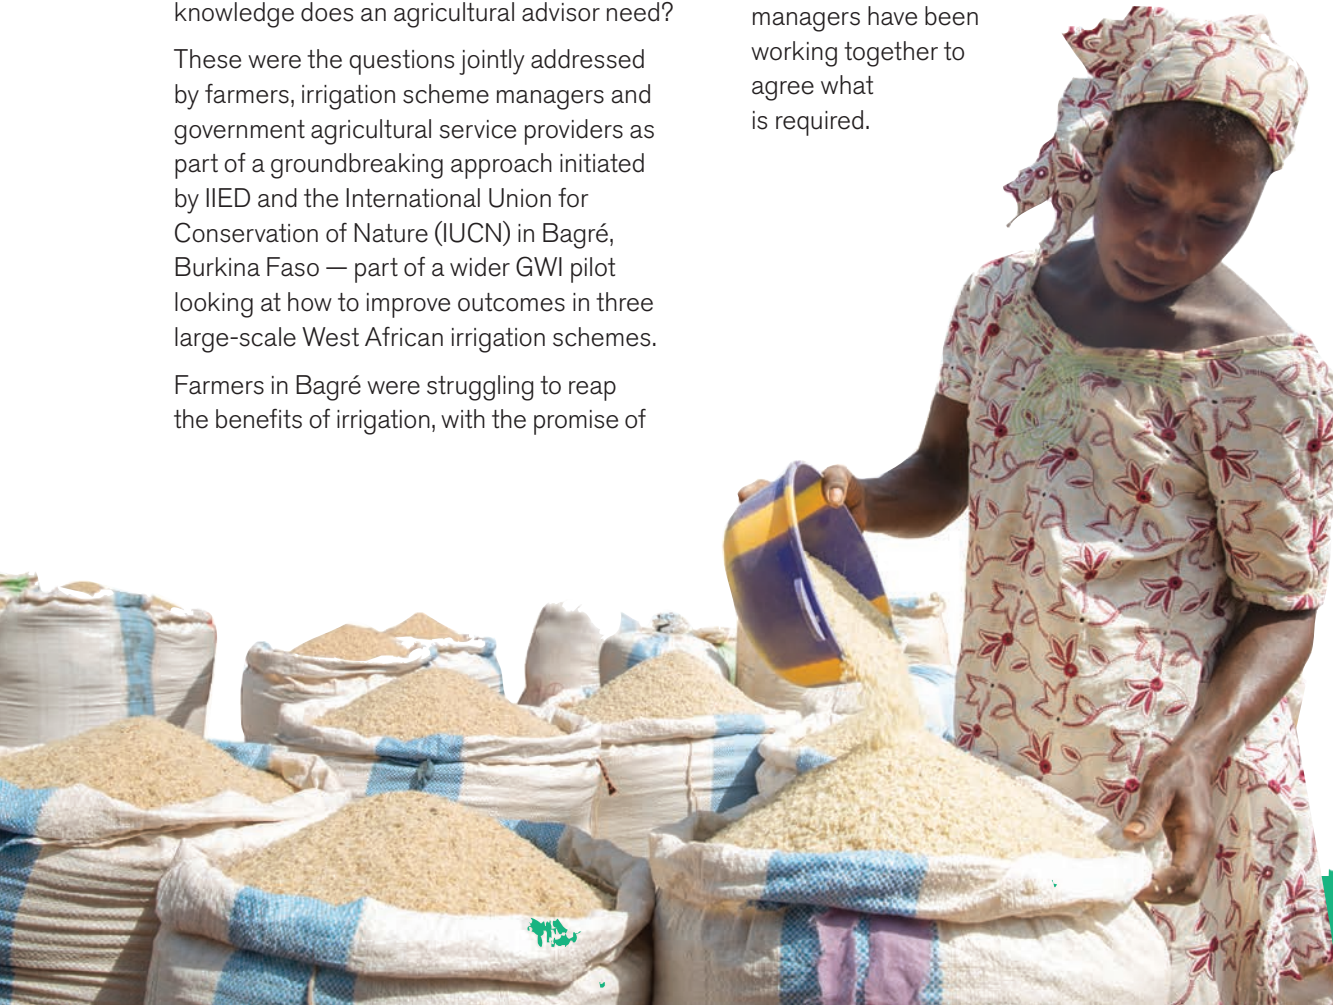 knowledge does an agricultural advisor need?
These were the questions jointly addressed
by farmers, irrigation scheme managers and
government agricultural service providers as
part of a groundbreaking approach initiated
by IIED and the International Union for
Conservation of Nature (IUCN) in Bagré,
Burkina Faso — part of a wider GWI pilot
looking at how to improve outcomes in three
large-scale West African irrigation schemes.
Farmers in Bagré were struggling to reap
the benefits of irrigation, with the promise of
managers have been
working together to
agree what
is required.